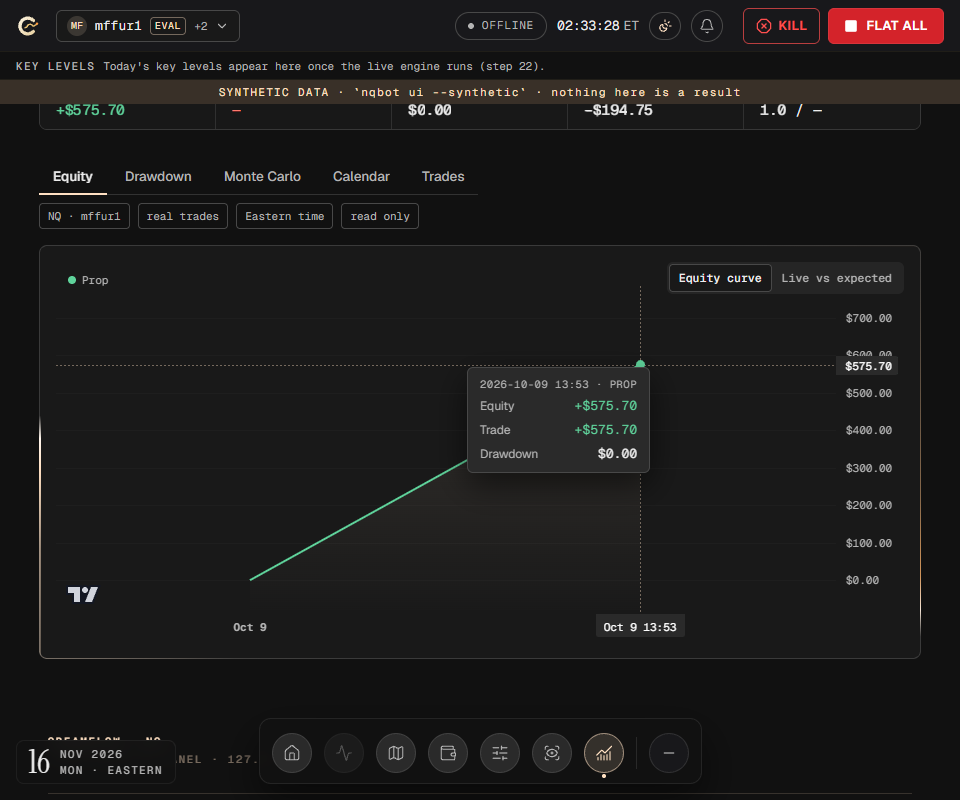 MF mffur1 EVAL +2
OFFLINE 02:33:28 ET KILL FLAT ALL
KEY LEVELS Today's key levels appear here once the live engine runs (step 22).
SYNTHETIC DATA · `nqbot ui --synthetic` · nothing here is a result
+$575.70 — $0.00 −$194.75 1.0 / —
Equity Drawdown Monte Carlo Calendar Trades
NQ · mffur1 real trades Eastern time read only
Prop
Equity curve Live vs expected
$700.00
$600.00
$575.70
$500.00
$400.00
$300.00
$200.00
$100.00
$0.00
2026-10-09 13:53 · PROP
Equity +$575.70
Trade +$575.70
Drawdown $0.00
Oct 9 Oct 9 13:53
16 NOV 2026
MON · EASTERN
127.